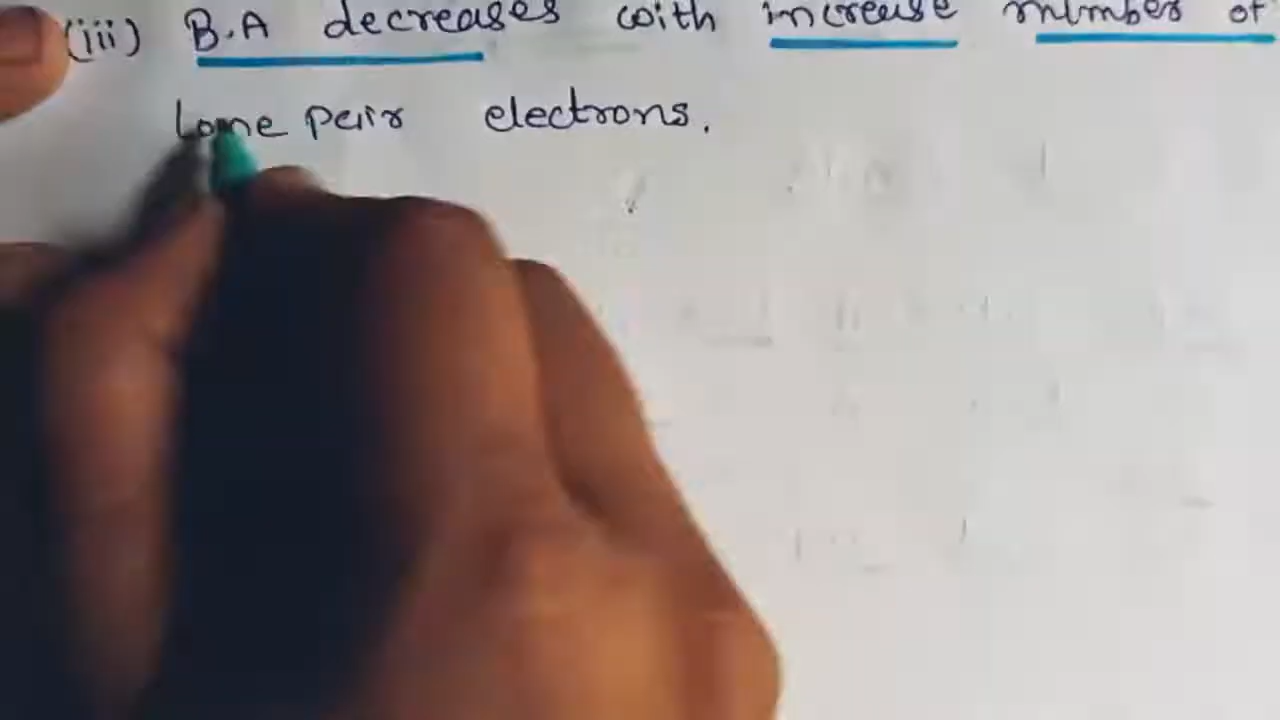 (iii) B.A decreases with increase number of
Lone pair electrons.